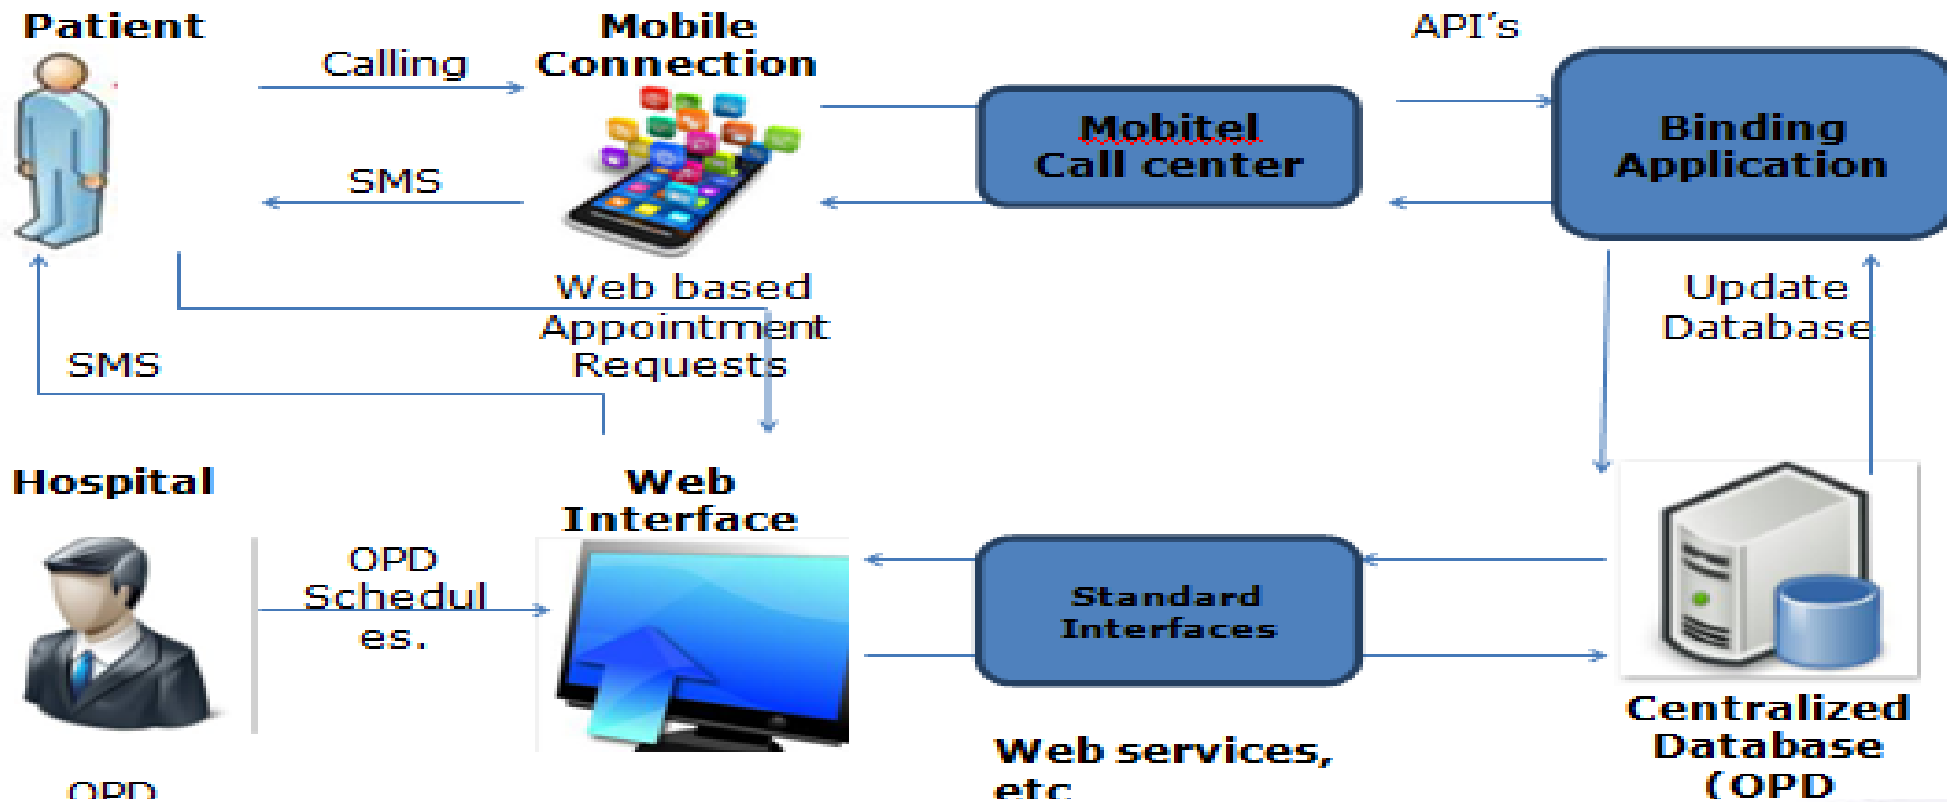 Patient
Calling
SMS
Mobile
Connection
Mobitel
Call center
API's
Binding
Application
Web based
Appointment
Requests
SMS
Update
Database
Hospital
OPD
Schedul
es.
Web
Interface
Standard
Interfaces
Web services,
etc
Centralized
Database
(OPD
OPD